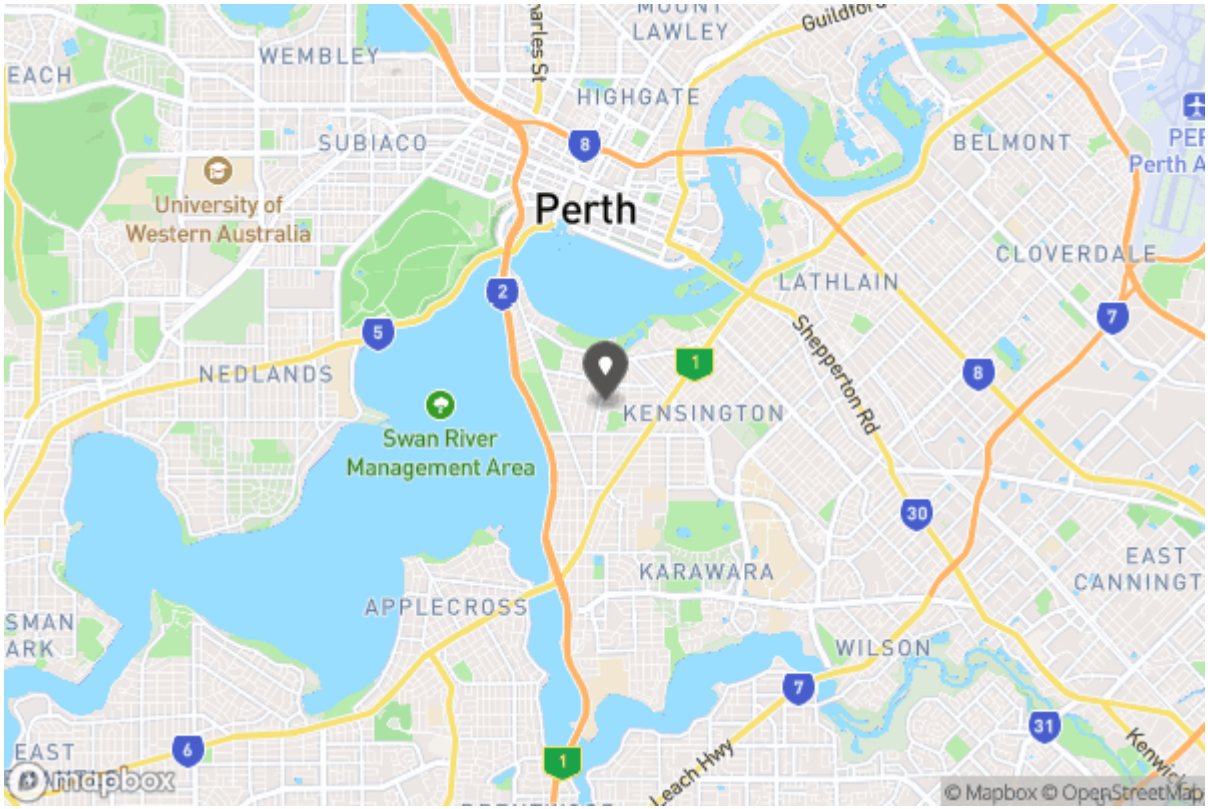 MOUNT
LAWLEY
Guildford
Charles St
WEMBLEY
EACH
HIGHGATE
8
SUBIACO
BELMONT
PER
Perth A
University of
Western Australia
Perth
CLOVERDALE
LATHLAIN
2
7
5
Shepperton Rd
1
NEDLANDS
8
KENSINGTON
Swan River
Management Area
30
EAST
CANNINGT
KARAWARA
APPLECROSS
SMAN
ARK
WILSON
7
31
6
EAST
1
Leach Hwy
Kenwick
mapbox
© Mapbox © OpenStreetMap